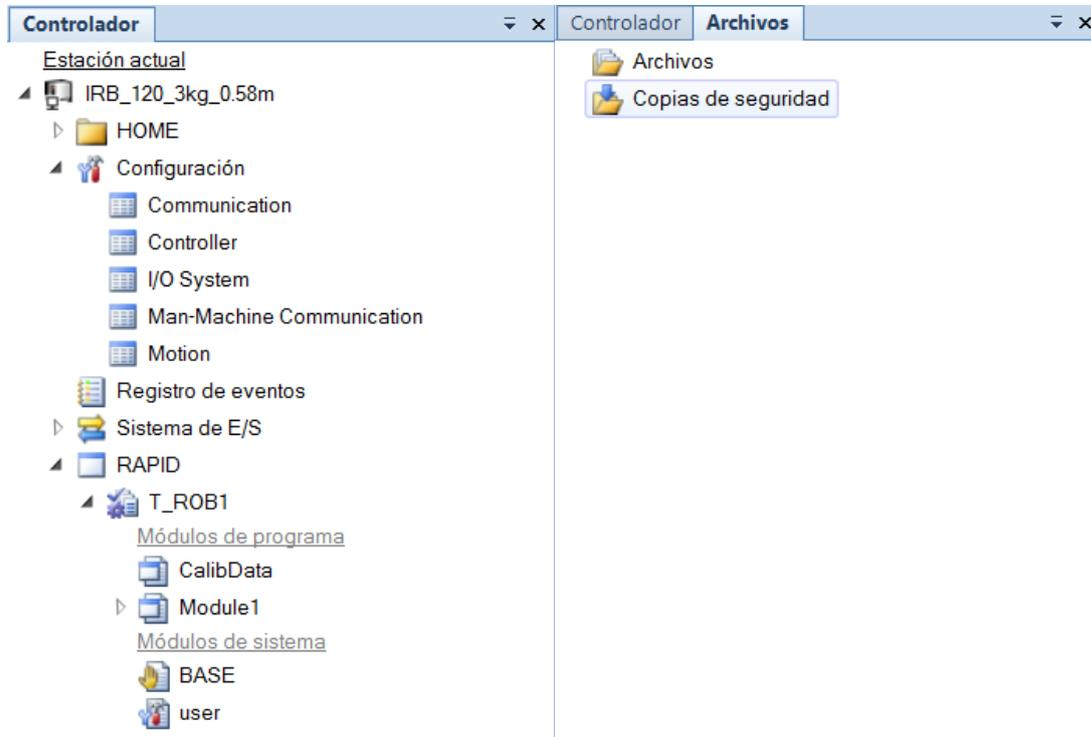 Controlador
Estación actual
IRB_120_3kg_0.58m
HOME
Configuración
Communication
Controller
I/O System
Man-Machine Communication
Motion
Registro de eventos
Sistema de E/S
RAPID
T_ROB1
Módulos de programa
CalibData
Module1
Módulos de sistema
BASE
user
Controlador Archivos
Archivos
Copias de seguridad